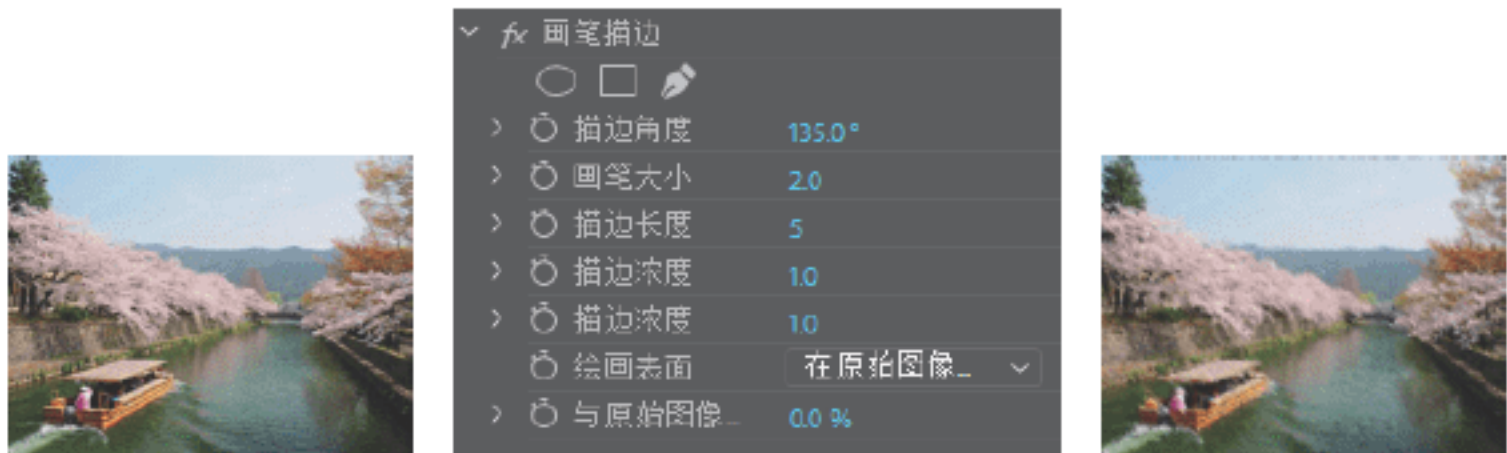 fx 画笔描边
描边角度 135.0°
画笔大小 2.0
描边长度 5
描边浓度 1.0
描边浓度 1.0
绘画表面 在原始图像...
与原始图像... 0.0 %